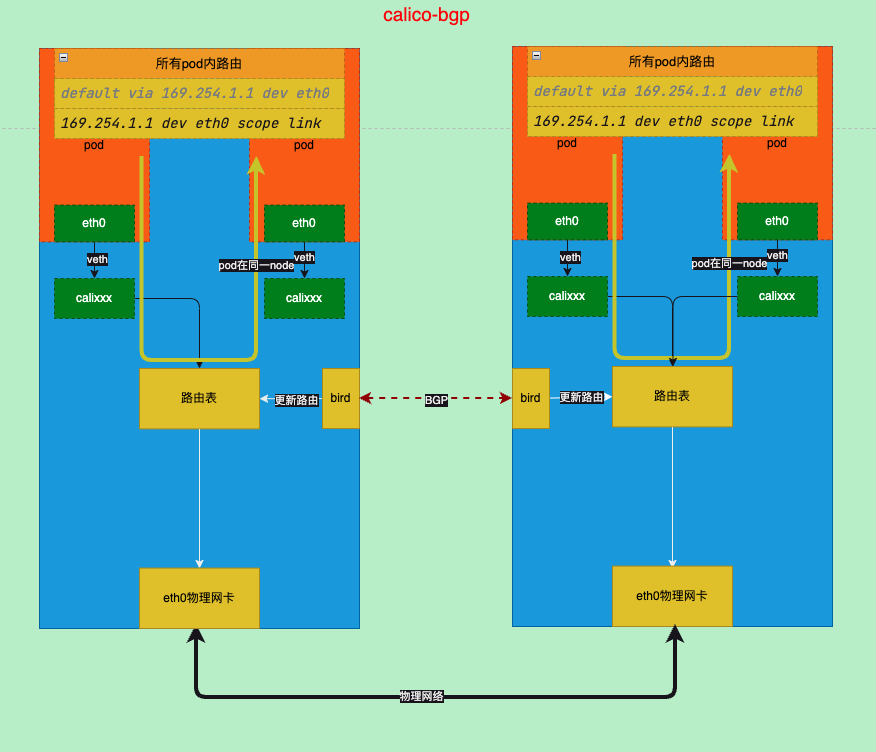 calico-bgp
所有pod内路由
default via 169.254.1.1 dev eth0
169.254.1.1 dev eth0 scope link
pod
pod
eth0
eth0
veth
veth
pod在同一node
calixxx
calixxx
路由表
更新路由
bird
eth0物理网卡
BGP
所有pod内路由
default via 169.254.1.1 dev eth0
169.254.1.1 dev eth0 scope link
pod
pod
eth0
eth0
veth
veth
pod在同一node
calixxx
calixxx
bird
更新路由
路由表
eth0物理网卡
物理网络